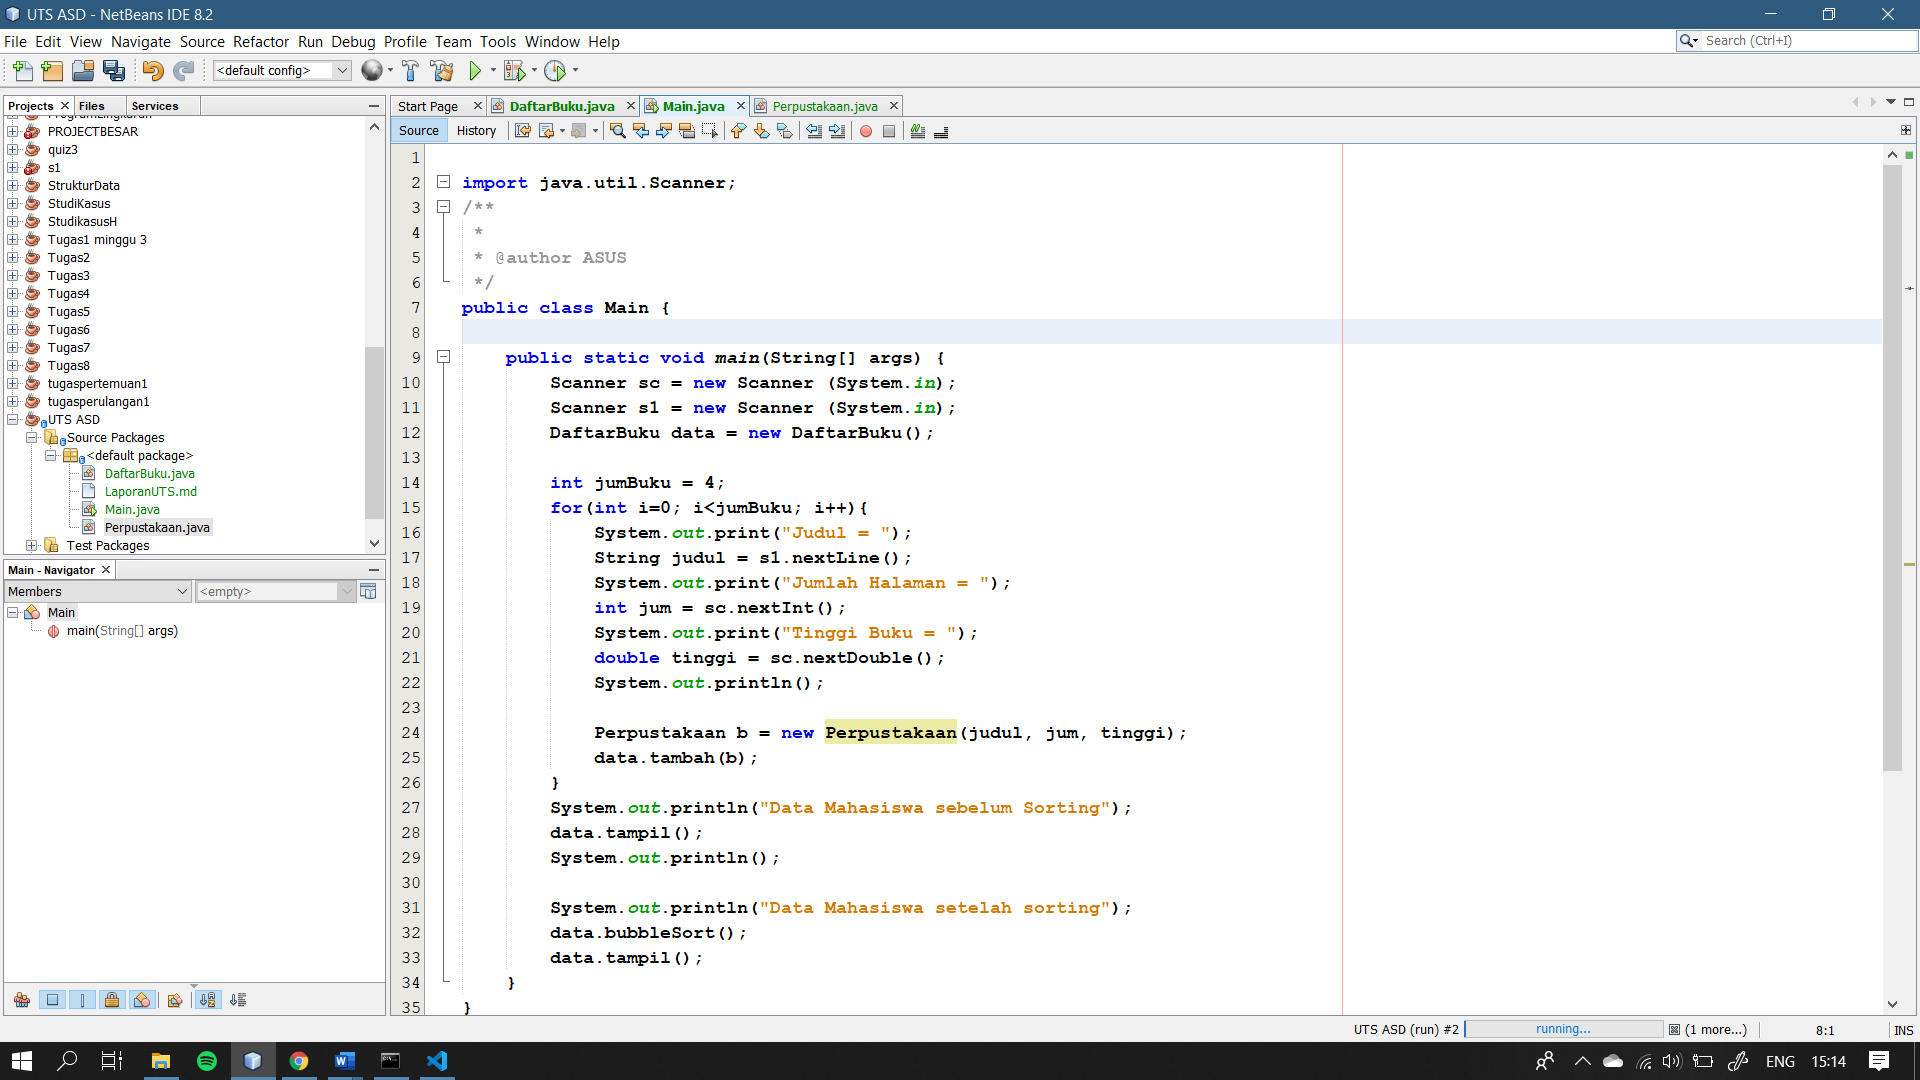 UTS ASD - NetBeans IDE 8.2
File Edit View Navigate Source Refactor Run Debug Profile Team Tools Window Help
Search (Ctrl+I)
<default config>
Projects Files Services
Start Page DaftarBuku.java Main.java Perpustakaan.java
Source History
ProgramLingkaran
PROJECTBESAR
quiz3
s1
StrukturData
StudiKasus
StudikasusH
Tugas1 minggu 3
Tugas2
Tugas3
Tugas4
Tugas5
Tugas6
Tugas7
Tugas8
tugaspertemuan1
tugasperulangan1
UTS ASD
Source Packages
<default package>
DaftarBuku.java
LaporanUTS.md
Main.java
Perpustakaan.java
Test Packages
Main - Navigator
Members <empty>
Main
main(String[] args)
1
2 import java.util.Scanner;
3 /**
4 *
5 * @author ASUS
6 */
7 public class Main {
8
9 public static void main(String[] args) {
10 Scanner sc = new Scanner (System.in);
11 Scanner s1 = new Scanner (System.in);
12 DaftarBuku data = new DaftarBuku();
13
14 int jumBuku = 4;
15 for(int i=0; i<jumBuku; i++){
16 System.out.print("Judul = ");
17 String judul = s1.nextLine();
18 System.out.print("Jumlah Halaman = ");
19 int jum = sc.nextInt();
20 System.out.print("Tinggi Buku = ");
21 double tinggi = sc.nextDouble();
22 System.out.println();
23
24 Perpustakaan b = new Perpustakaan(judul, jum, tinggi);
25 data.tambah(b);
26 }
27 System.out.println("Data Mahasiswa sebelum Sorting");
28 data.tampil();
29 System.out.println();
30
31 System.out.println("Data Mahasiswa setelah sorting");
32 data.bubbleSort();
33 data.tampil();
34 }
35 }
UTS ASD (run) #2 running... (1 more...) 8:1 INS
ENG 15:14